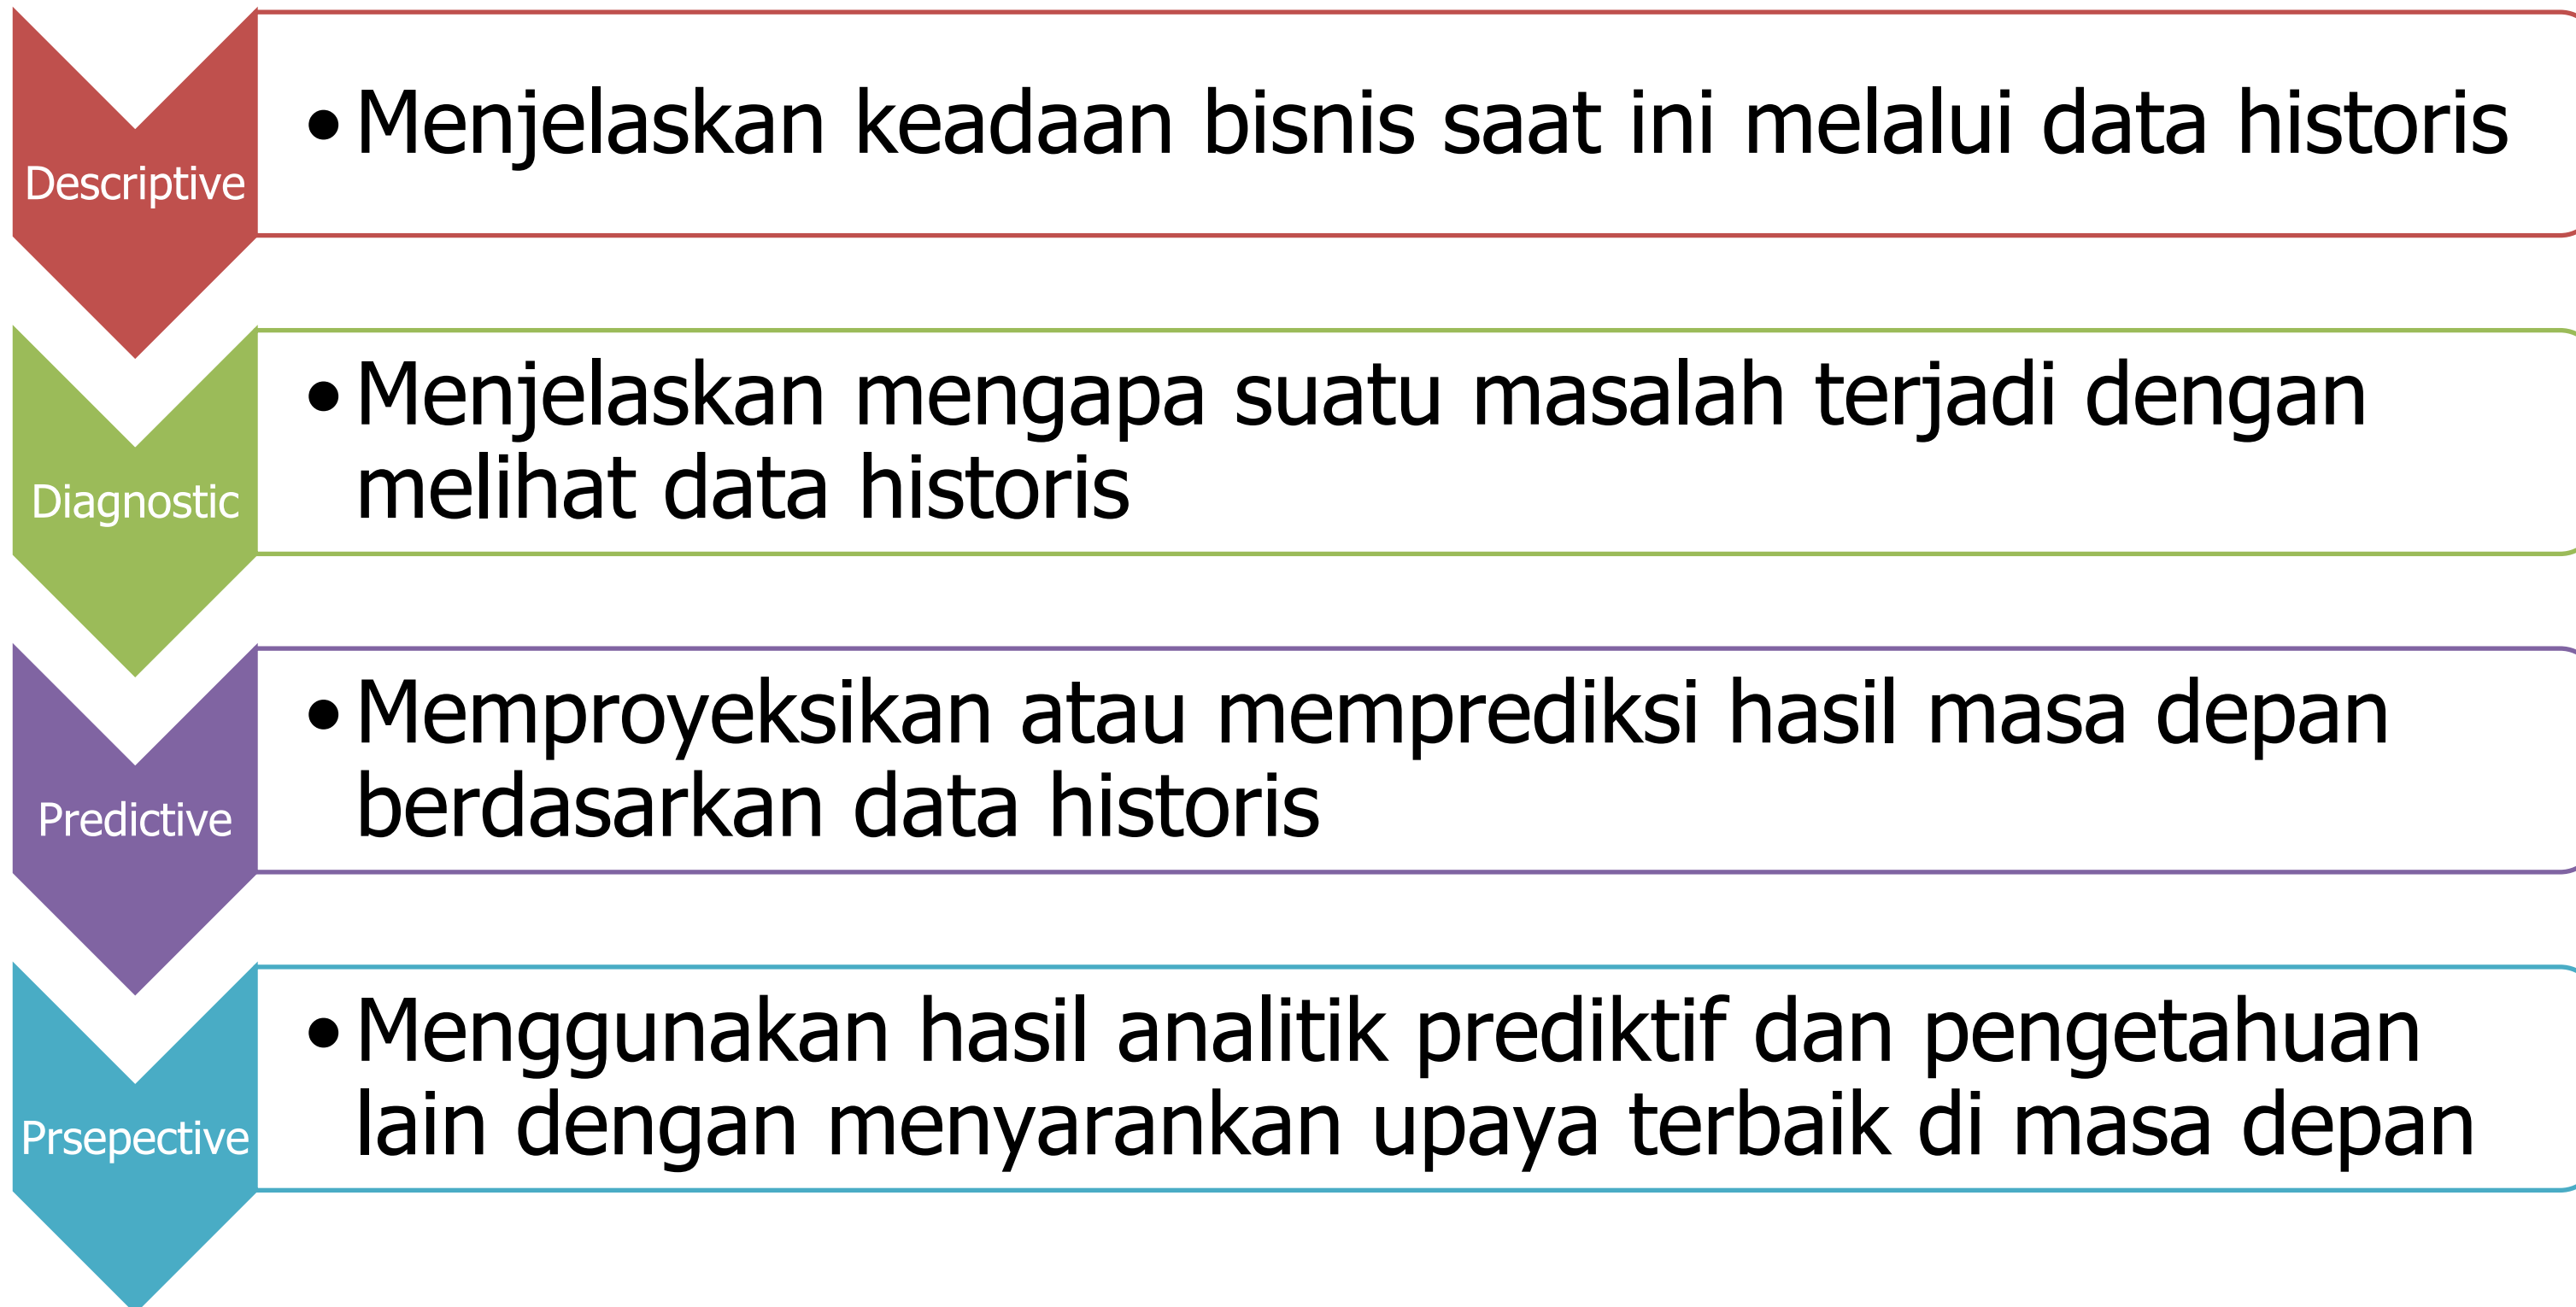 Descriptive
• Menjelaskan keadaan bisnis saat ini melalui data historis
Diagnostic
• Menjelaskan mengapa suatu masalah terjadi dengan
melihat data historis
Predictive
• Memproyeksikan atau memprediksi hasil masa depan
berdasarkan data historis
Prsepective
• Menggunakan hasil analitik prediktif dan pengetahuan
lain dengan menyarankan upaya terbaik di masa depan